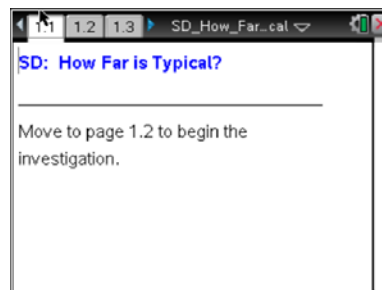 1.1 1.2 1.3 SD_How_Far...cal
SD: How Far is Typical?
Move to page 1.2 to begin the
investigation.